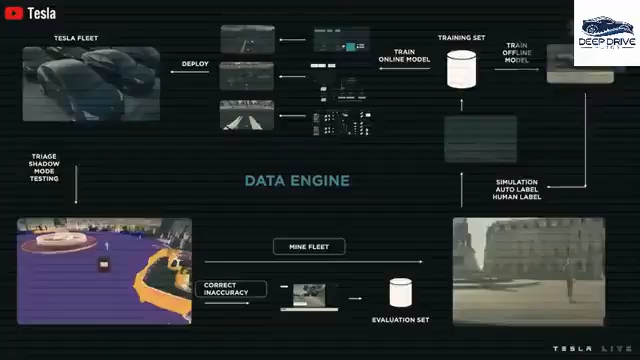 Tesla
DEEP DRIVE
TESLA FLEET
DEPLOY
TRAIN
ONLINE MODEL
TRAINING SET
TRAIN
OFFLINE
MODEL
TRIAGE
SHADOW
MODE
TESTING
DATA ENGINE
SIMULATION
AUTO LABEL
HUMAN LABEL
MINE FLEET
CORRECT
INACCURACY
EVALUATION SET
TESLA LIVE